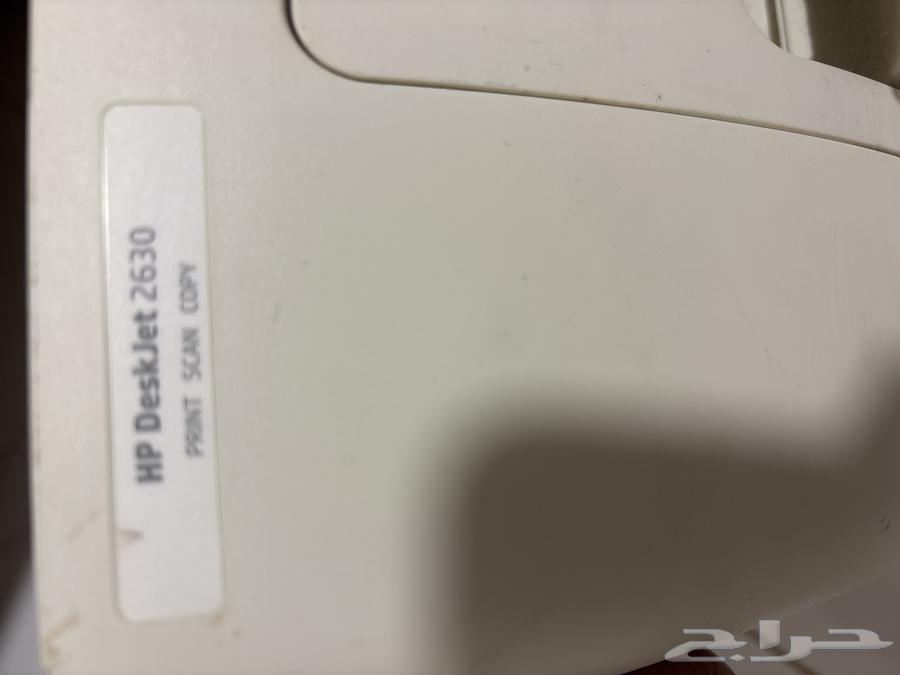 HP DeskJet 2630
PRINT SCAN COPY
حراج